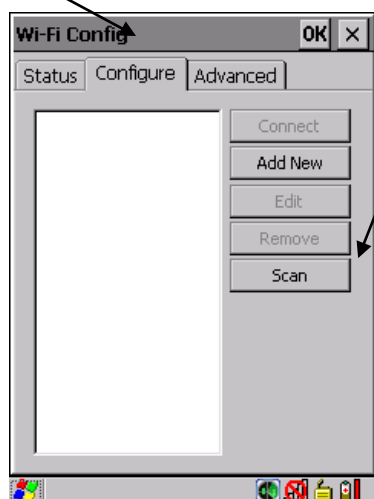 Wi-Fi Config OK ×
Status Configure Advanced
Connect
Add New
Edit
Remove
Scan